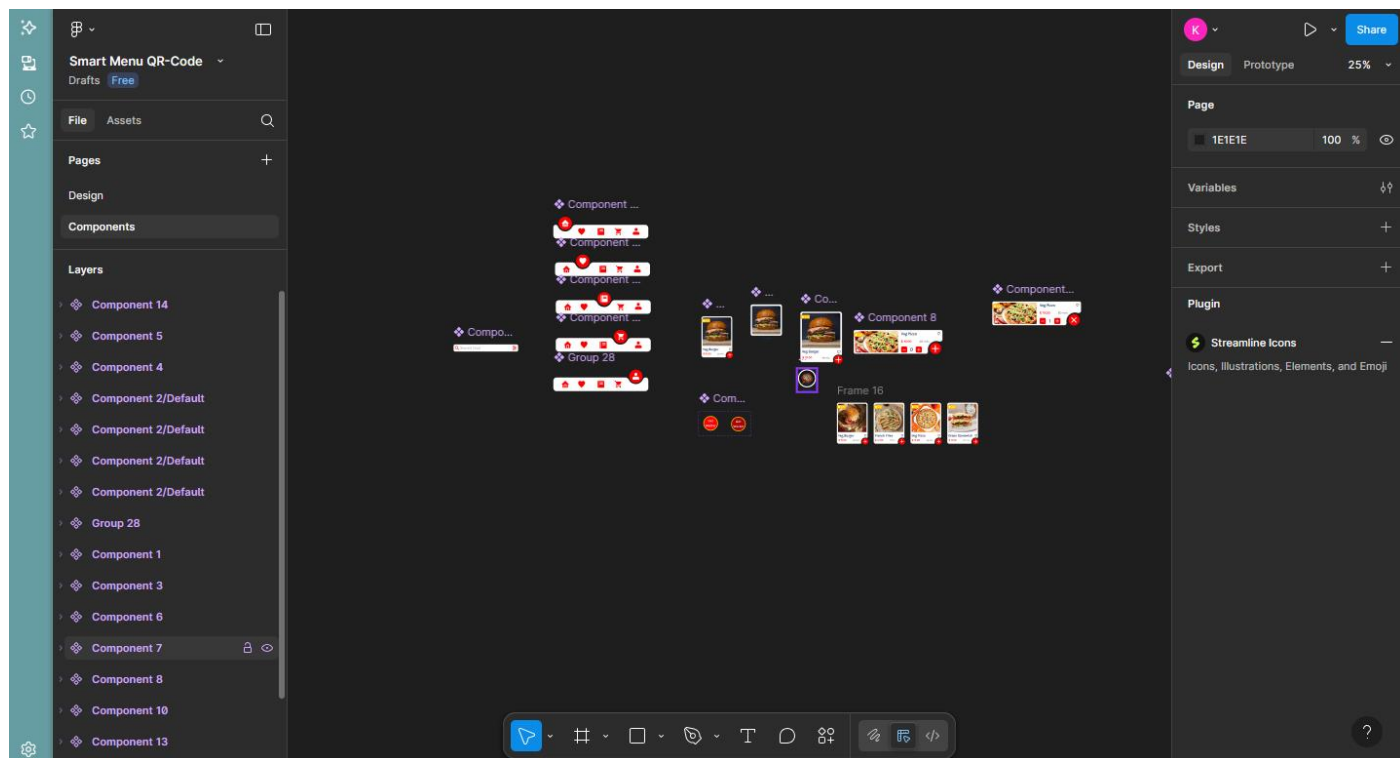 Smart Menu QR-Code
Drafts Free
File Assets
Pages
Design
Components
Layers
Component 14
Component 5
Component 4
Component 2/Default
Component 2/Default
Component 2/Default
Component 2/Default
Group 28
Component 1
Component 3
Component 6
Component 7
Component 8
Component 10
Component 13
Compo...
Component ...
Component ...
Component ...
Component ...
Group 28
...
...
Co...
Component 8
Component...
Com...
Frame 16
Veg Burger
Veg Pizza
K
Share
Design Prototype 25%
Page
1E1E1E 100 %
Variables
Styles
Export
Plugin
Streamline Icons
Icons, Illustrations, Elements, and Emoji
?